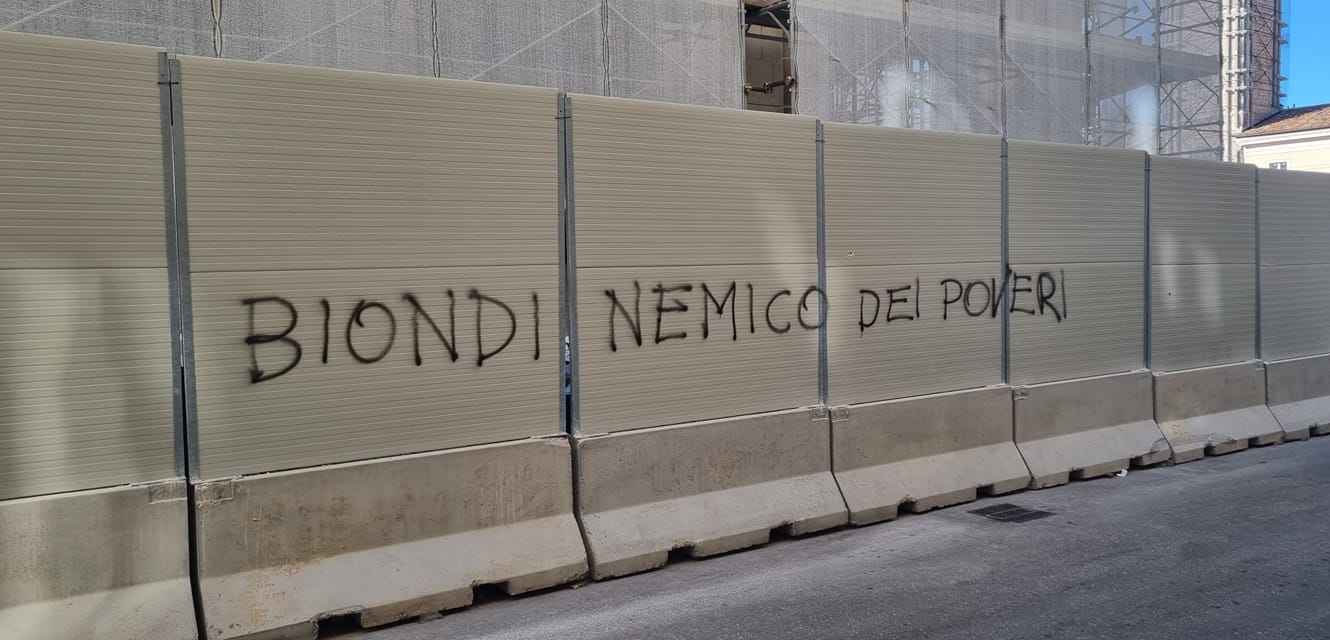 BIONDI NEMICO DEI POVERI